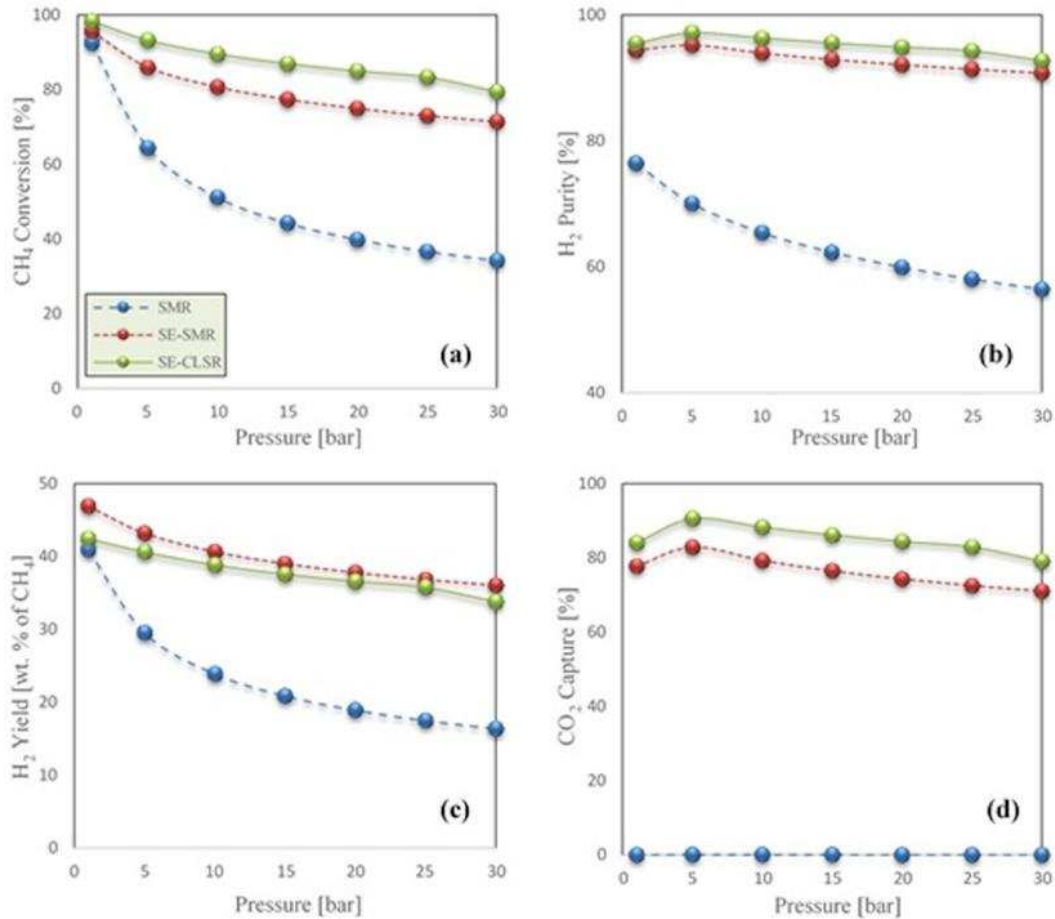 100
80
60
40
20
0
CH₄ Conversion [%]
SMR
SE-SMR
SE-CLSR
(a)
0 5 10 15 20 25 30
Pressure [bar]
100
80
60
40
H₂ Purity [%]
(b)
0 5 10 15 20 25 30
Pressure [bar]
50
40
30
20
10
0
H₂ Yield [wt. % of CH₄]
(c)
0 5 10 15 20 25 30
Pressure [bar]
100
80
60
40
20
0
CO₂ Capture [%]
(d)
0 5 10 15 20 25 30
Pressure [bar]